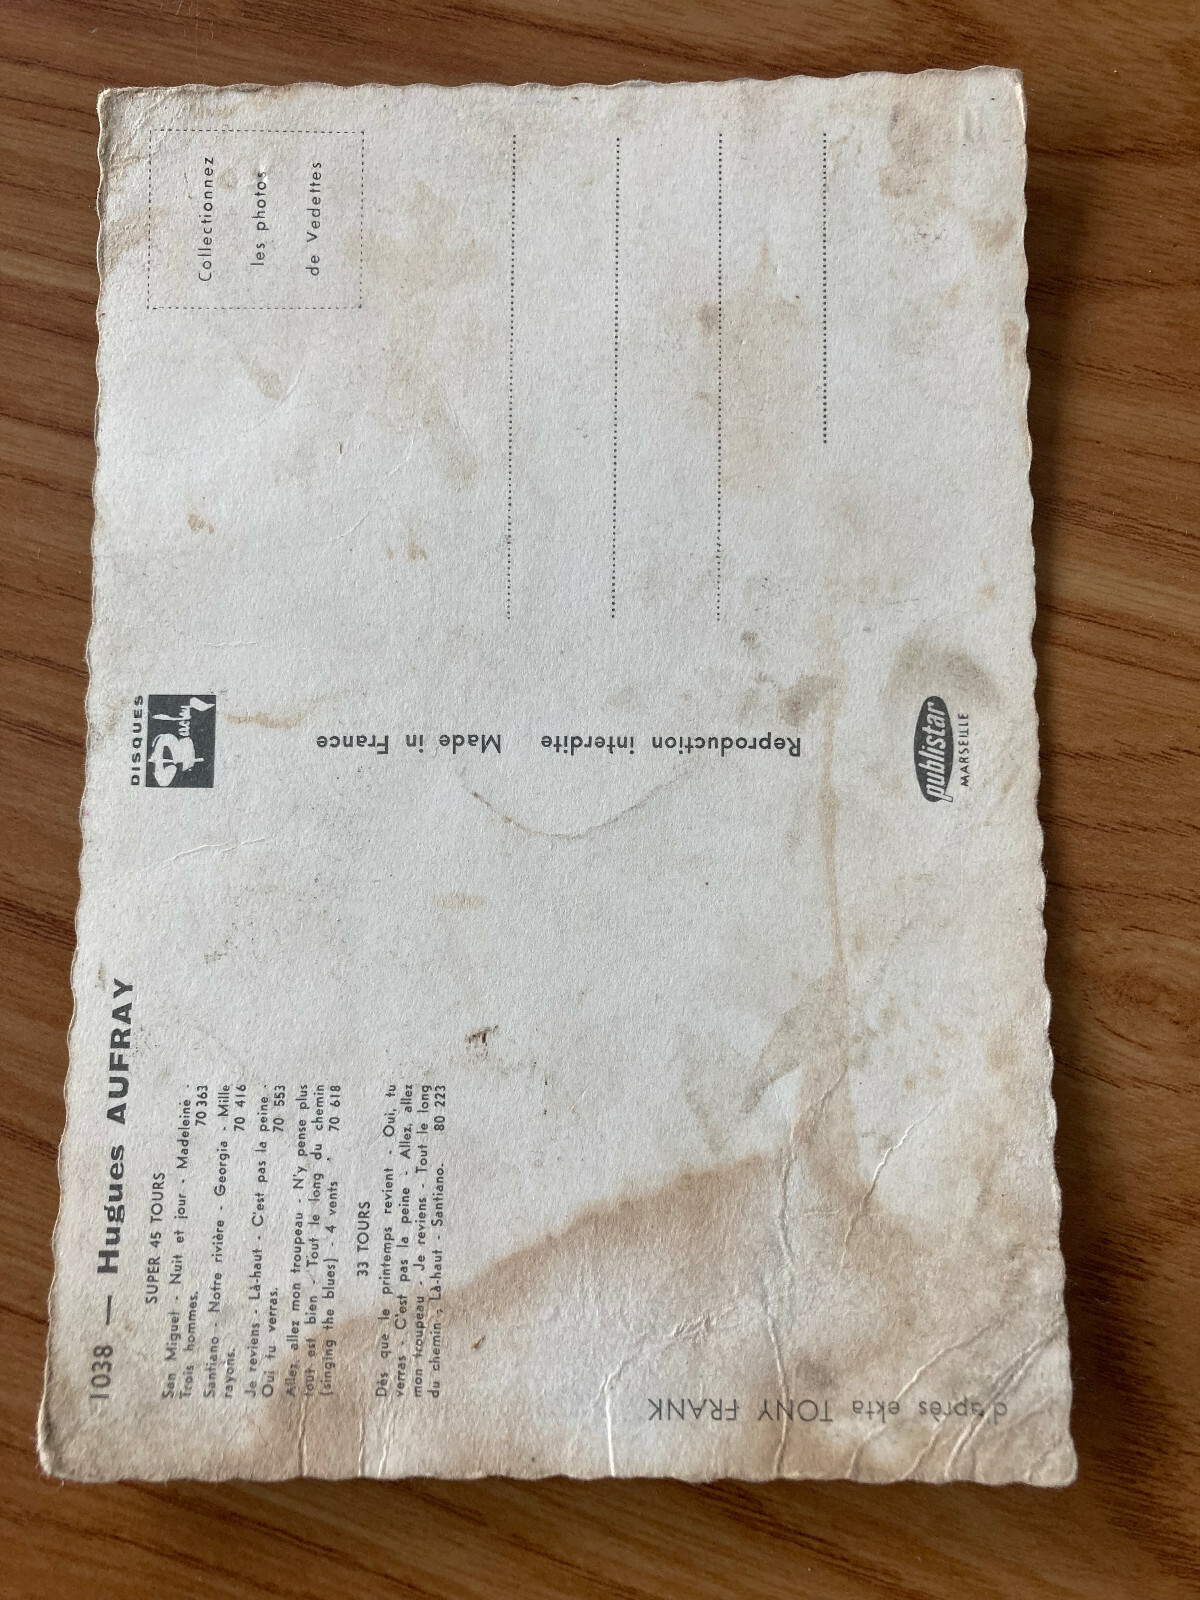 1038 — Hugues AUFRAY
SUPER 45 TOURS
San Miguel - Nuit et jour - Madeleine -
Trois hommes. 70 363
Santiano - Notre rivière - Georgia - Mille
rayons. 70 416
Je reviens - Là-haut - C'est pas la peine -
Oui tu verras. 70 553
Allez, allez mon troupeau - N'y pense plus
tout est bien - Tout le long du chemin
(singing the blues) - 4 vents - 70 618
33 TOURS
Dès que le printemps revient - Oui, tu
verras - C'est pas la peine - Allez, allez
mon troupeau - Je reviens - Tout le long
du chemin - Là-haut - Santiano. 80 223
d'après ekta TONY FRANK
DISQUES
Barclay
Reproduction interdite Made in France
publistar
MARSEILLE
Collectionnez
les photos
de Vedettes